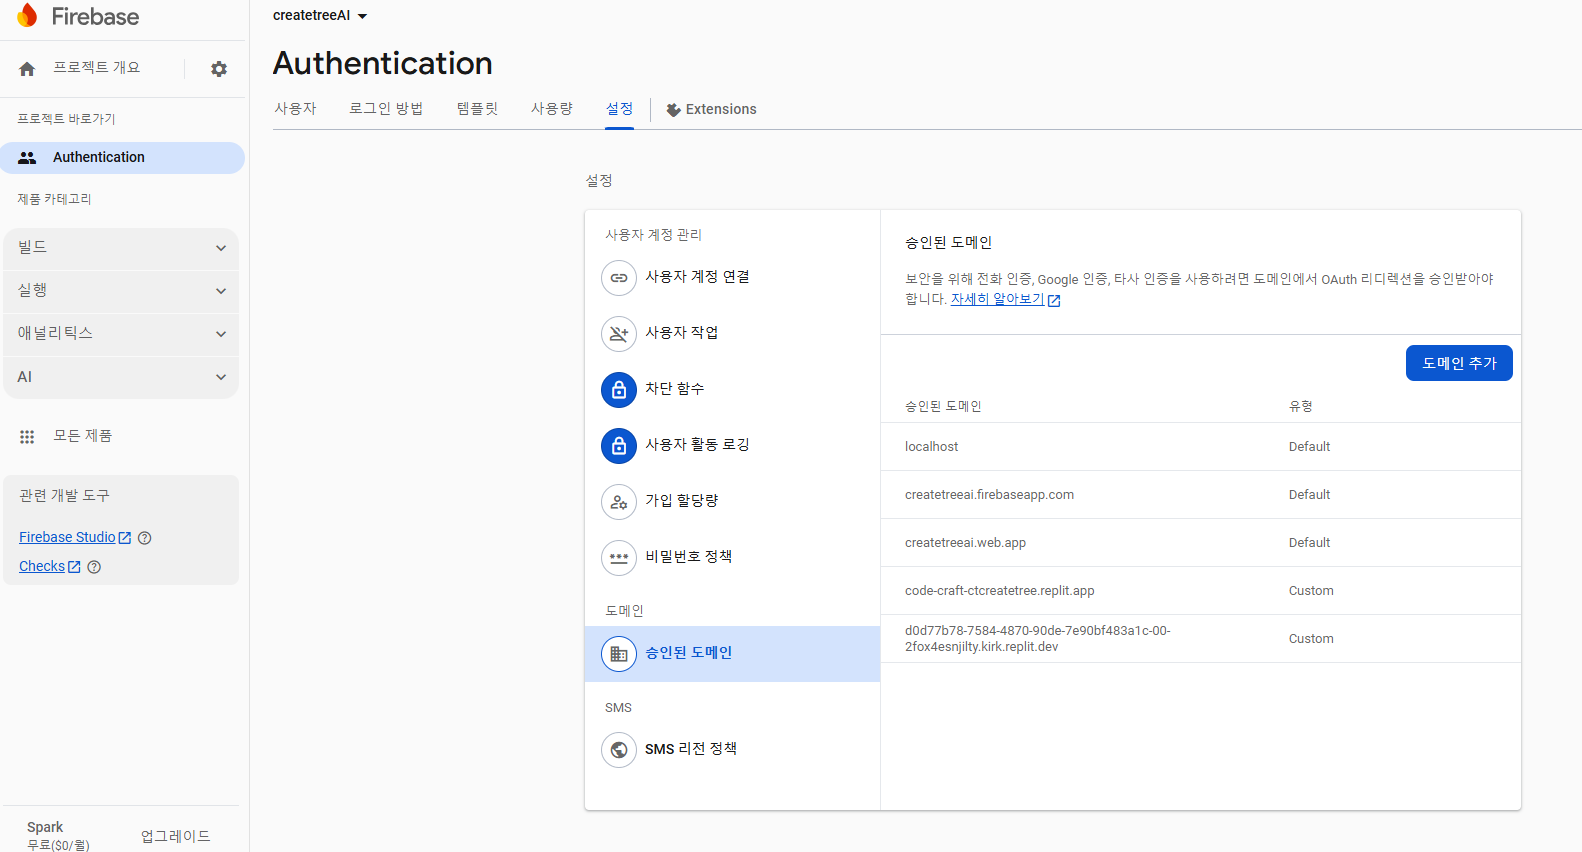 Firebase
프로젝트 개요
프로젝트 바로가기
Authentication
제품 카테고리
빌드
실행
애널리틱스
AI
모든 제품
관련 개발 도구
Firebase Studio
Checks
Spark
무료($0/월)
업그레이드
createtreeAI
Authentication
사용자 로그인 방법 템플릿 사용량 설정 Extensions
설정
사용자 계정 관리
사용자 계정 연결
사용자 작업
차단 함수
사용자 활동 로깅
가입 할당량
비밀번호 정책
도메인
승인된 도메인
SMS
SMS 리전 정책
승인된 도메인
보안을 위해 전화 인증, Google 인증, 타사 인증을 사용하려면 도메인에서 OAuth 리디렉션을 승인받아야
합니다. 자세히 알아보기
도메인 추가
승인된 도메인 유형
localhost Default
createtreeai.firebaseapp.com Default
createtreeai.web.app Default
code-craft-ctcreatetree.replit.app Custom
d0d77b78-7584-4870-90de-7e90bf483a1c-00-
2fox4esnjilty.kirk.replit.dev Custom